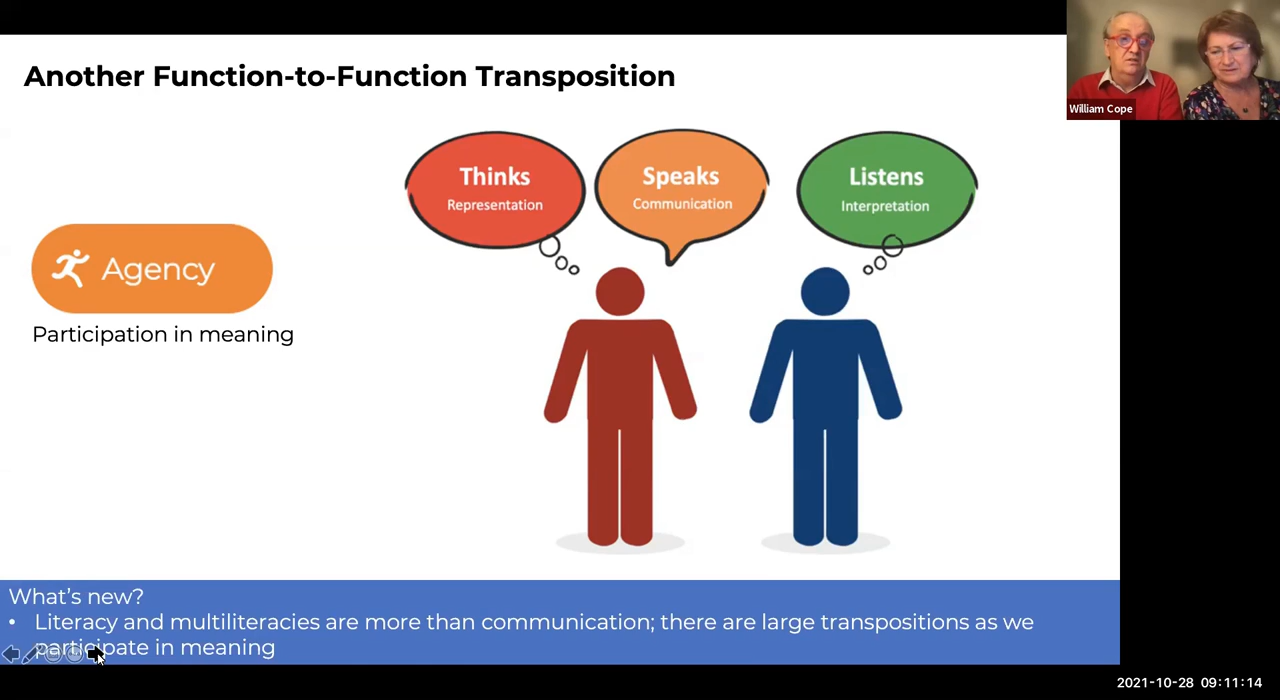 William Cope
Another Function-to-Function Transposition
Thinks
Representation
Speaks
Communication
Listens
Interpretation
Agency
Participation in meaning
What's new?
• Literacy and multiliteracies are more than communication; there are large transpositions as we
participate in meaning
2021-10-28 09:11:14